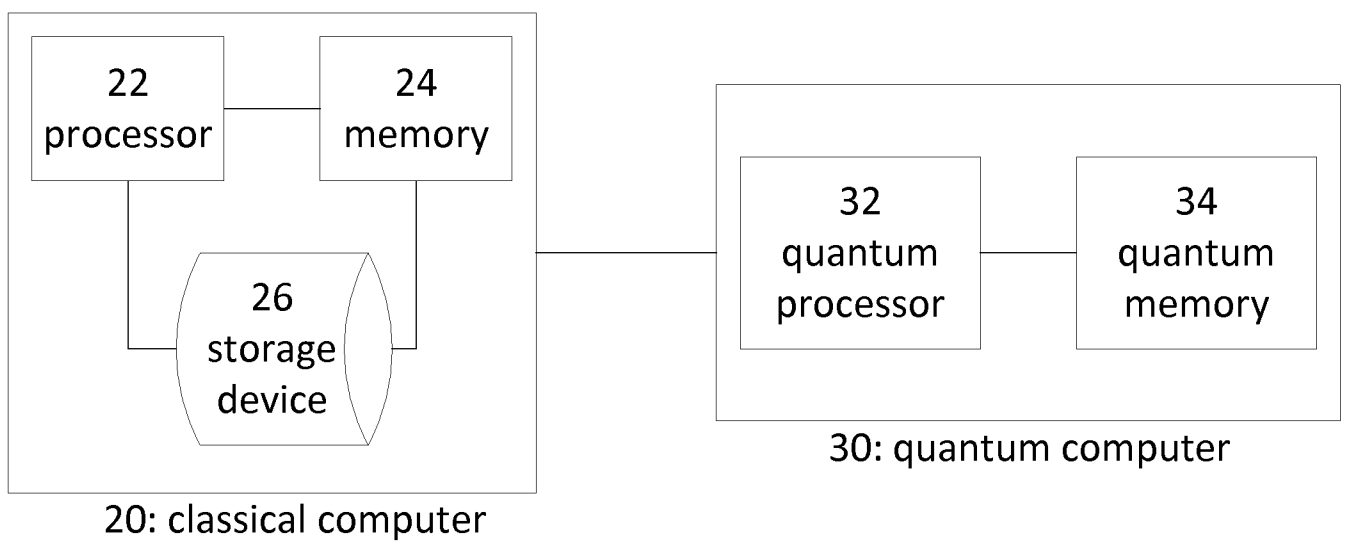 22
processor
24
memory
26
storage
device
20: classical computer
32
quantum
processor
34
quantum
memory
30: quantum computer